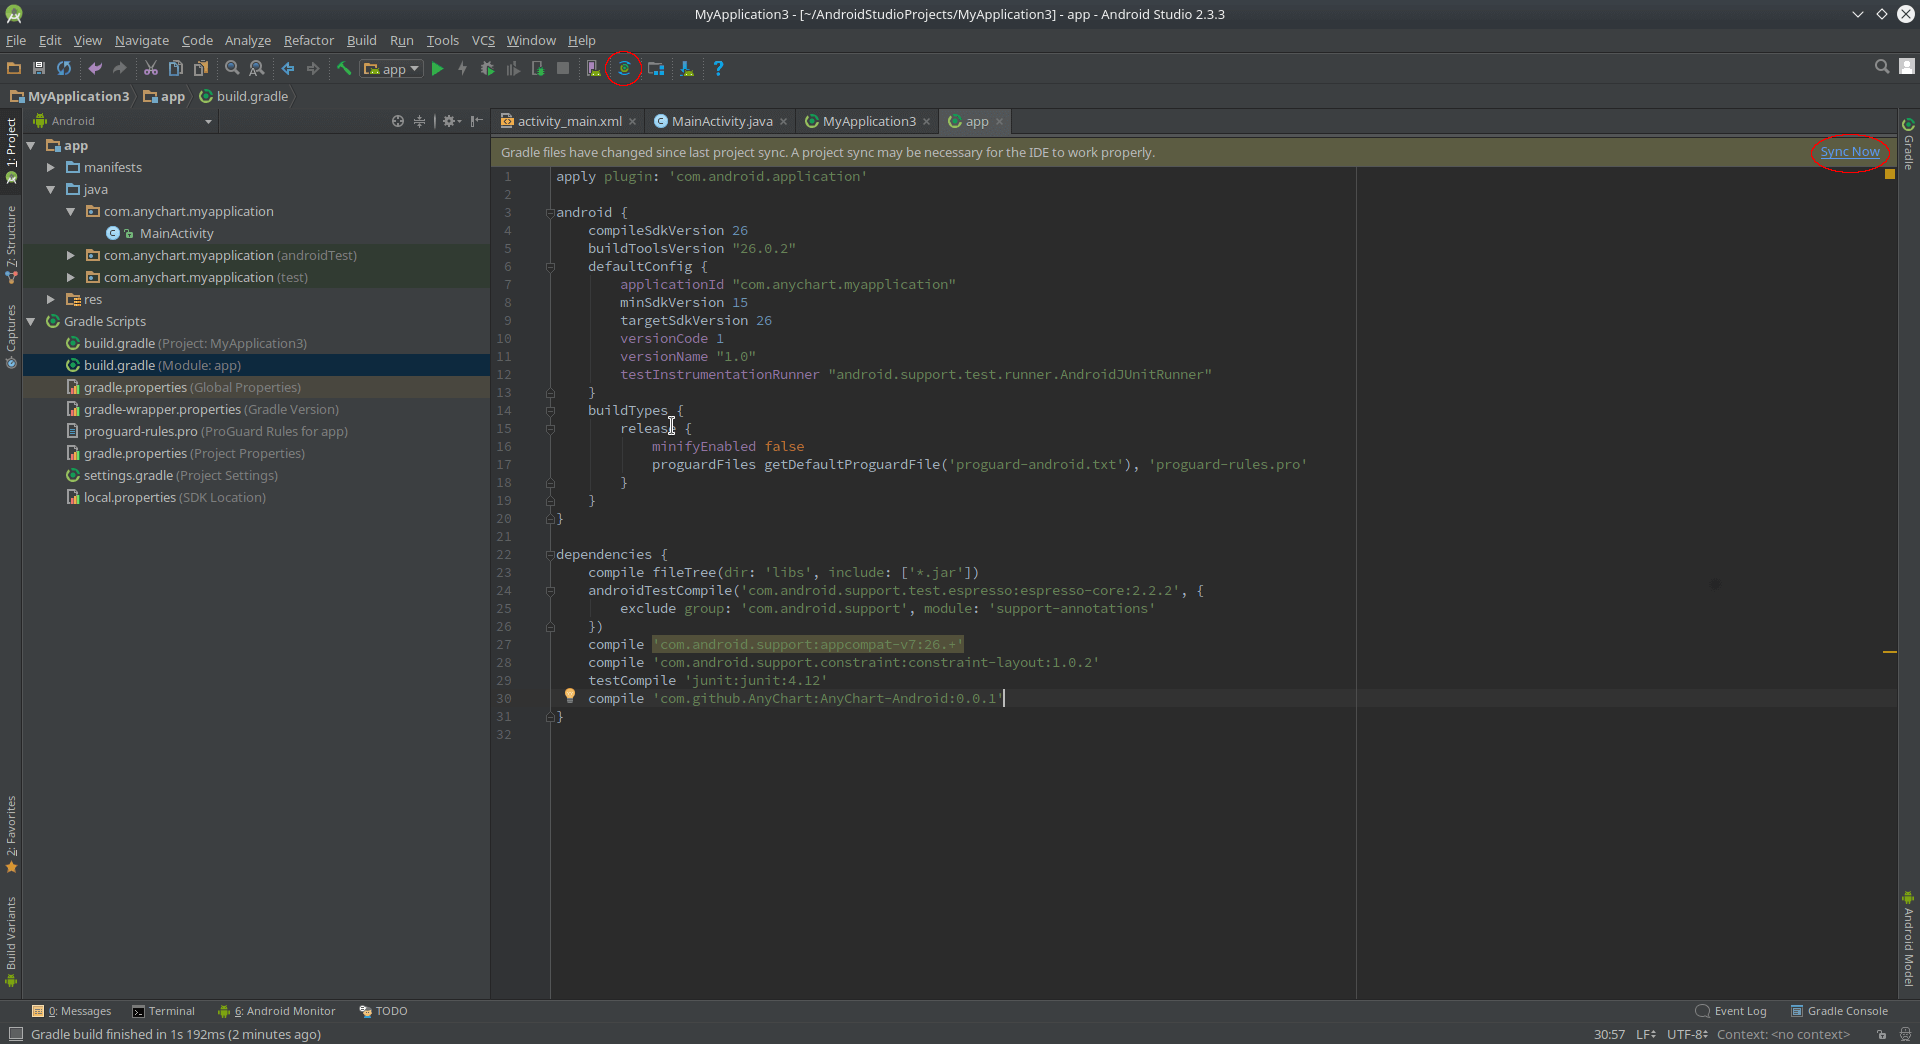 MyApplication3 - [~/AndroidStudioProjects/MyApplication3] - app - Android Studio 2.3.3
File Edit View Navigate Code Analyze Refactor Build Run Tools VCS Window Help
app
MyApplication3 app build.gradle
1: Project
7: Structure
Captures
2: Favorites
Build Variants
Android
app
manifests
java
com.anychart.myapplication
MainActivity
com.anychart.myapplication (androidTest)
com.anychart.myapplication (test)
res
Gradle Scripts
build.gradle (Project: MyApplication3)
build.gradle (Module: app)
gradle.properties (Global Properties)
gradle-wrapper.properties (Gradle Version)
proguard-rules.pro (ProGuard Rules for app)
gradle.properties (Project Properties)
settings.gradle (Project Settings)
local.properties (SDK Location)
activity_main.xml MainActivity.java MyApplication3 app
Gradle files have changed since last project sync. A project sync may be necessary for the IDE to work properly. Sync Now
1 apply plugin: 'com.android.application'
2
3 android {
4 compileSdkVersion 26
5 buildToolsVersion "26.0.2"
6 defaultConfig {
7 applicationId "com.anychart.myapplication"
8 minSdkVersion 15
9 targetSdkVersion 26
10 versionCode 1
11 versionName "1.0"
12 testInstrumentationRunner "android.support.test.runner.AndroidJUnitRunner"
13 }
14 buildTypes {
15 release {
16 minifyEnabled false
17 proguardFiles getDefaultProguardFile('proguard-android.txt'), 'proguard-rules.pro'
18 }
19 }
20 }
21
22 dependencies {
23 compile fileTree(dir: 'libs', include: ['*.jar'])
24 androidTestCompile('com.android.support.test.espresso:espresso-core:2.2.2', {
25 exclude group: 'com.android.support', module: 'support-annotations'
26 })
27 compile 'com.android.support:appcompat-v7:26.+'
28 compile 'com.android.support.constraint:constraint-layout:1.0.2'
29 testCompile 'junit:junit:4.12'
30 compile 'com.github.AnyChart:AnyChart-Android:0.0.1'
31 }
32
Gradle
Android Model
0: Messages Terminal 6: Android Monitor TODO Event Log Gradle Console
Gradle build finished in 1s 192ms (2 minutes ago) 30:57 LF UTF-8 Context: <no context>